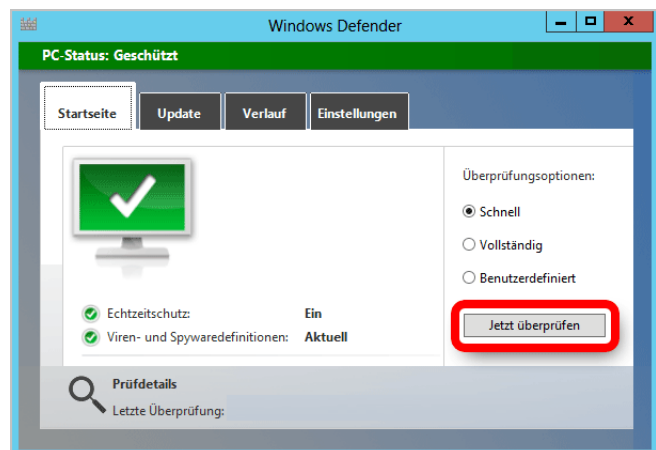 Windows Defender
PC-Status: Geschützt
Startseite Update Verlauf Einstellungen
Überprüfungsoptionen:
Schnell
Vollständig
Benutzerdefiniert
Jetzt überprüfen
Echtzeitschutz: Ein
Viren- und Spywaredefinitionen: Aktuell
Prüfdetails
Letzte Überprüfung: